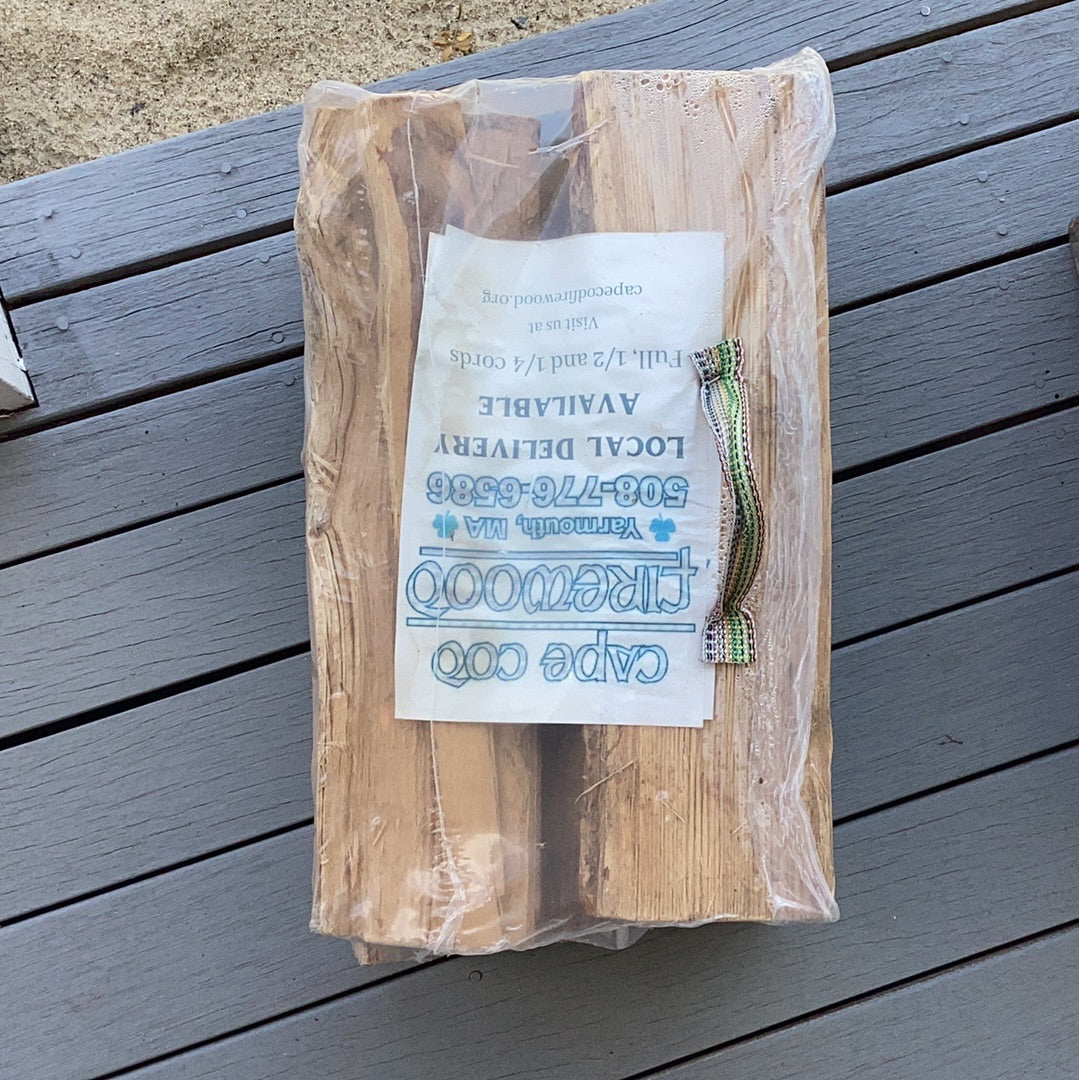 cape cod
firewood
Yarmouth, MA
508-776-6586
LOCAL DELIVERY
AVAILABLE
Full, 1/2 and 1/4 cords
Visit us at
capecodfirewood.org